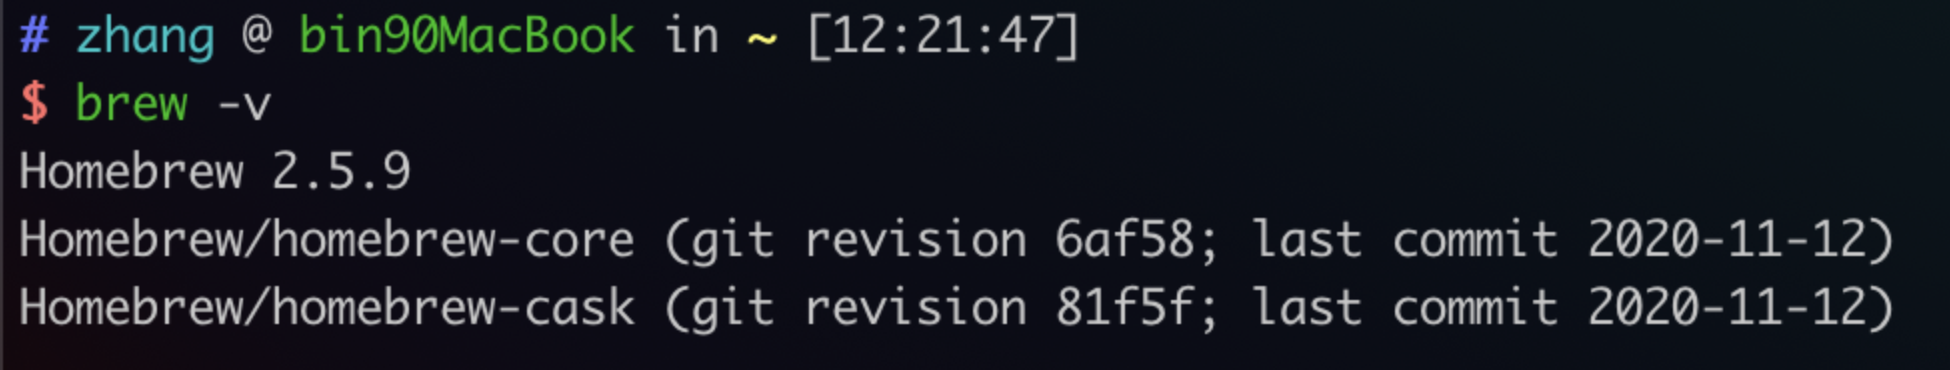 # zhang @ bin90MacBook in ~ [12:21:47]
$ brew -v
Homebrew 2.5.9
Homebrew/homebrew-core (git revision 6af58; last commit 2020-11-12)
Homebrew/homebrew-cask (git revision 81f5f; last commit 2020-11-12)